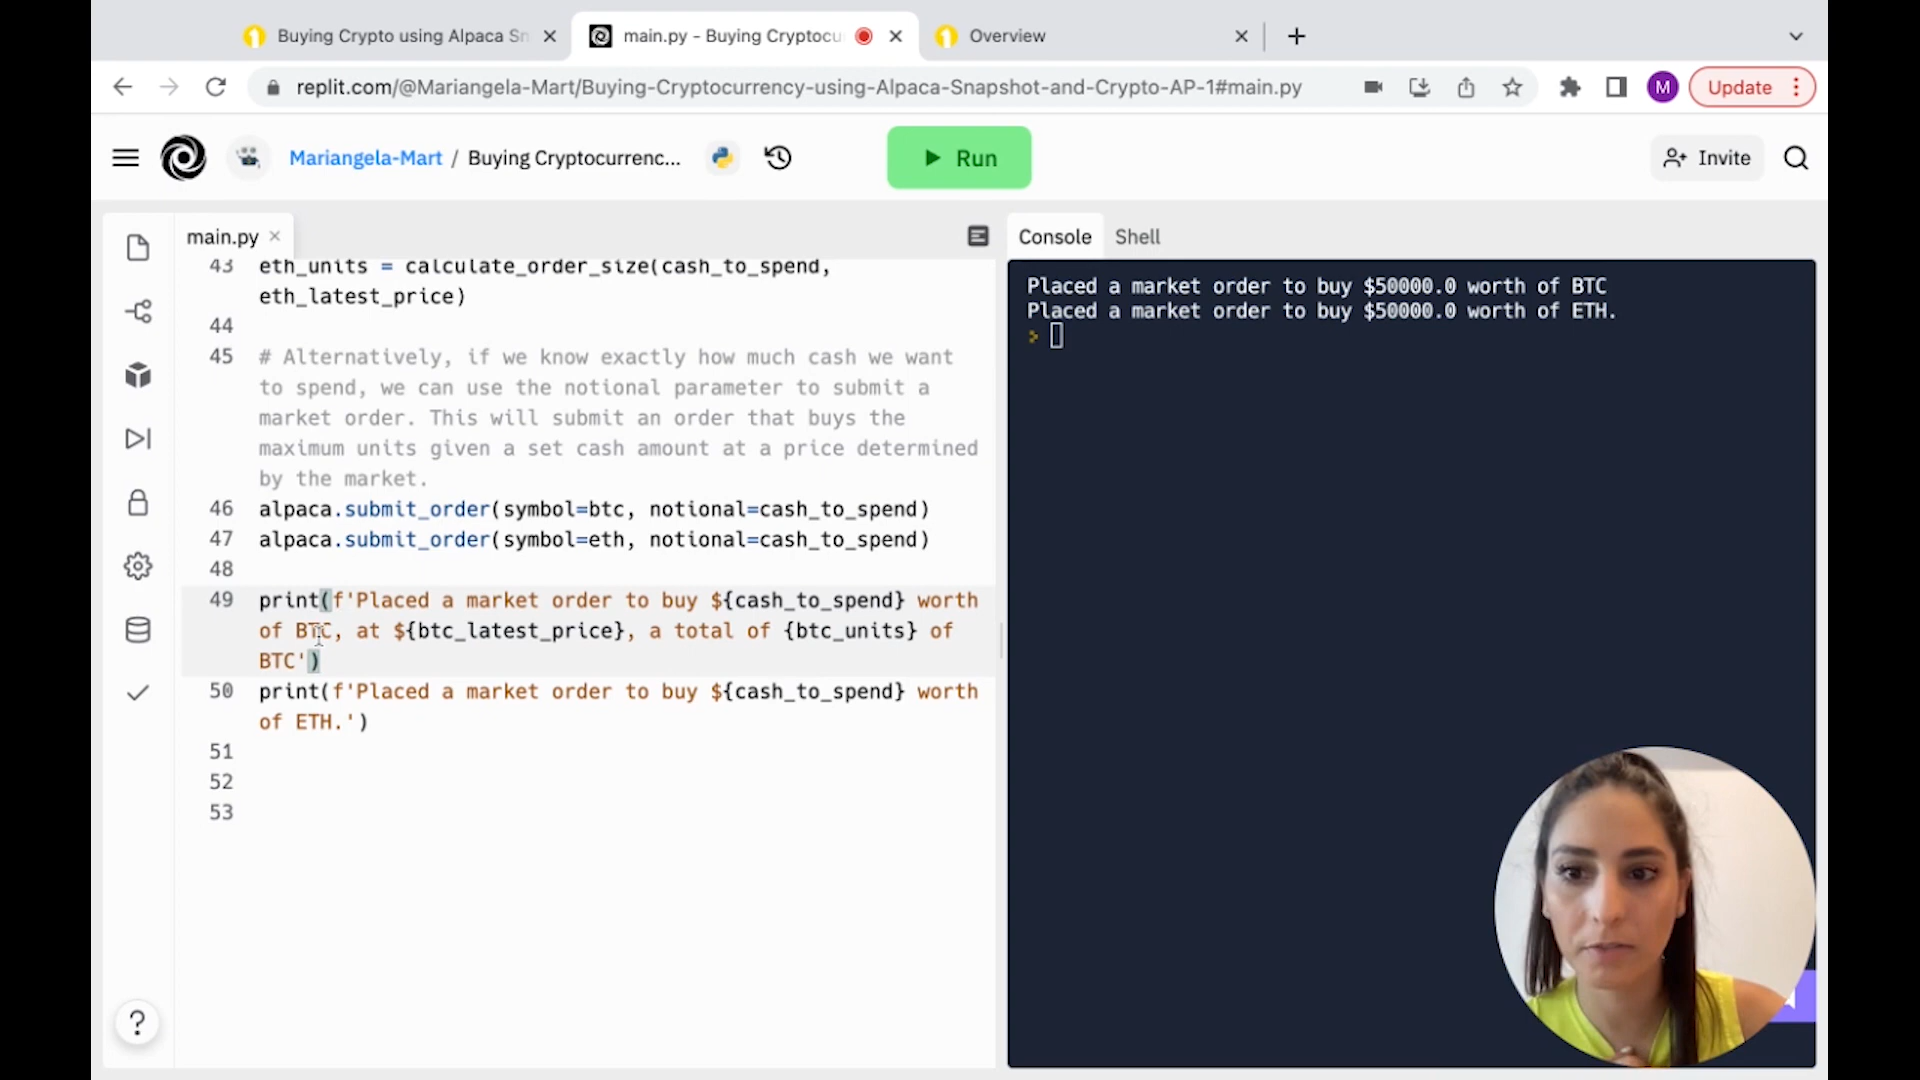 Buying Crypto using Alpaca Sn
main.py - Buying Cryptocu
Overview
replit.com/@Mariangela-Mart/Buying-Cryptocurrency-using-Alpaca-Snapshot-and-Crypto-AP-1#main.py
M
Update
Mariangela-Mart / Buying Cryptocurrenc...
Run
Invite
main.py
Console
Shell
43 eth_units = calculate_order_size(cash_to_spend,
eth_latest_price)
44
45 # Alternatively, if we know exactly how much cash we want
to spend, we can use the notional parameter to submit a
market order. This will submit an order that buys the
maximum units given a set cash amount at a price determined
by the market.
46 alpaca.submit_order(symbol=btc, notional=cash_to_spend)
47 alpaca.submit_order(symbol=eth, notional=cash_to_spend)
48
49 print(f'Placed a market order to buy ${cash_to_spend} worth
of BTC, at ${btc_latest_price}, a total of {btc_units} of
BTC')
50 print(f'Placed a market order to buy ${cash_to_spend} worth
of ETH.')
51
52
53
Placed a market order to buy $50000.0 worth of BTC
Placed a market order to buy $50000.0 worth of ETH.
>
?